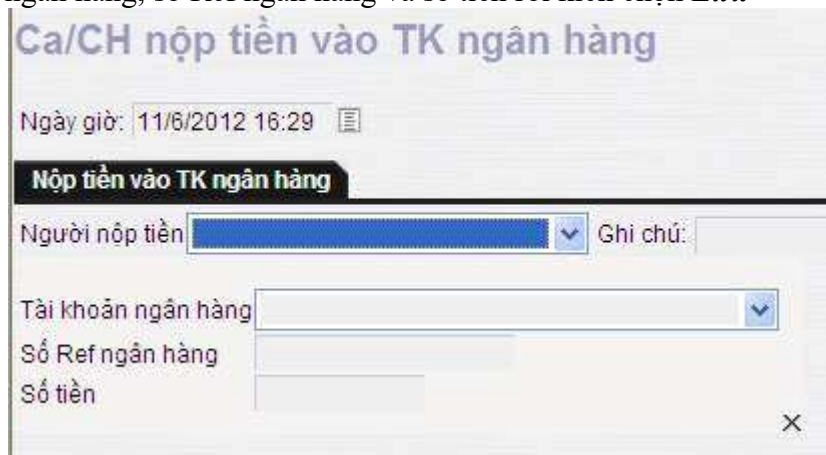 Ca/CH nộp tiền vào TK ngân hàng
Ngày giờ: 11/6/2012 16:29
Nộp tiền vào TK ngân hàng
Người nộp tiền Ghi chú:
Tài khoản ngân hàng
Số Ref ngân hàng
Số tiền